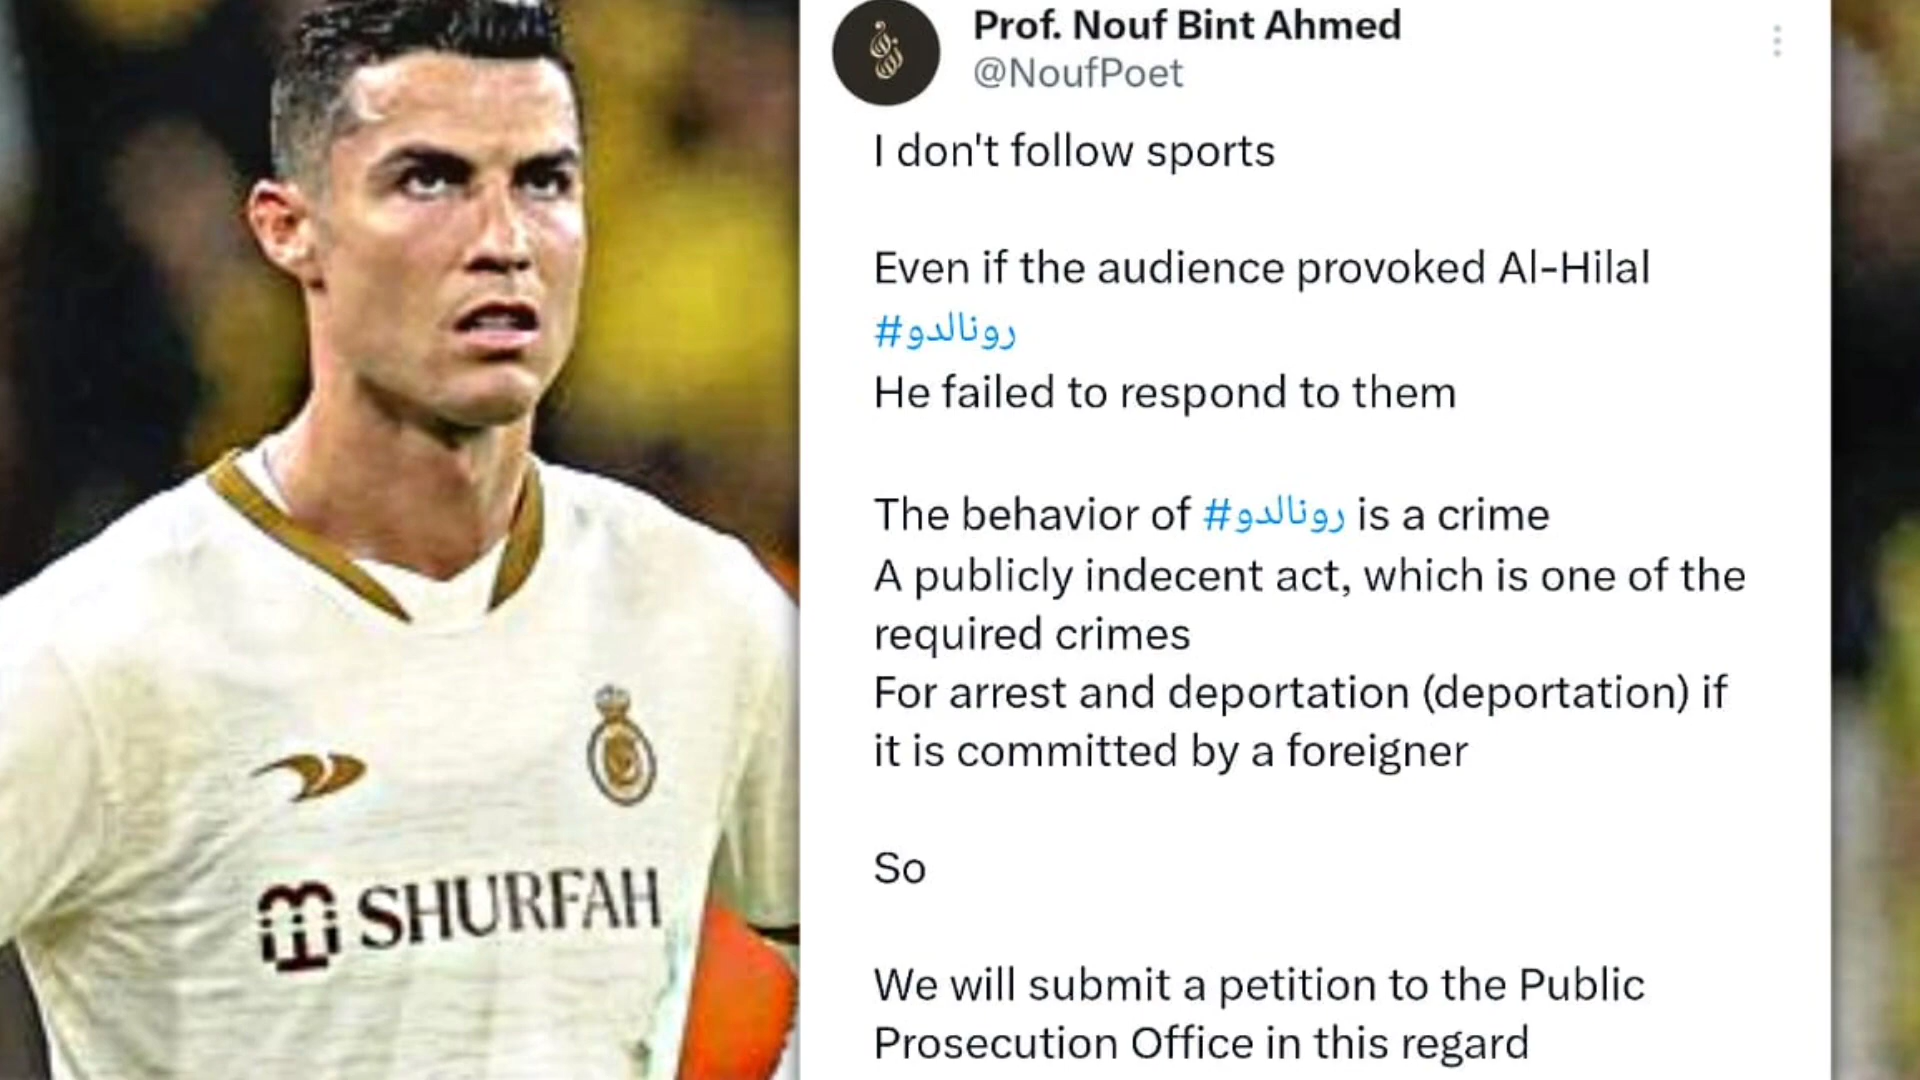 Prof. Nouf Bint Ahmed
@NoufPoet
I don't follow sports
Even if the audience provoked Al-Hilal
#رونالدو
He failed to respond to them
The behavior of #رونالدو is a crime
A publicly indecent act, which is one of the
required crimes
For arrest and deportation (deportation) if
it is committed by a foreigner
So
We will submit a petition to the Public
Prosecution Office in this regard
SHURFAH